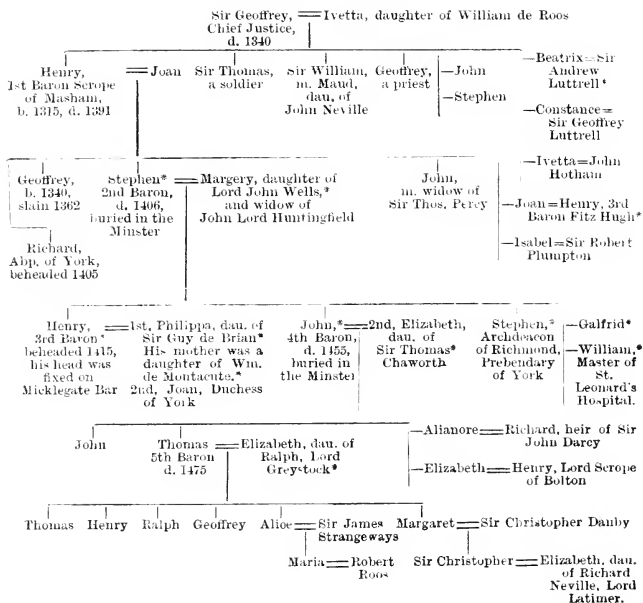 Sir Geoffrey, Ivetta, daughter of William de Roos
Chief Justice,
d. 1340
Henry, Joan
1st Baron Scrope
of Masham,
b. 1315, d. 1391
Sir Thomas,
a soldier
Sir William,
m. Maud,
dau. of
John Neville
Geoffrey,
a priest
John
Stephen
Beatrix=Sir
Andrew
Luttrell
Constance=
Sir Geoffrey
Luttrell
Ivetta=John
Hotham
Joan=Henry, 3rd
Baron Fitz Hugh*
Isabel=Sir Robert
Plumpton
Geoffrey,
b. 1340,
slain 1362
Richard,
Abp. of York,
beheaded 1405
Stephen*
2nd Baron,
d. 1406,
buried in the
Minster
Margery, daughter of
Lord John Wells,*
and widow of
John Lord Huntingfield
John,
m. widow of
Sir Thos. Percy
Henry,
3rd Baron*
beheaded 1415,
his head was
fixed on
Micklegate Bar
1st, Philippa, dau. of
Sir Guy de Brian*
His mother was a
daughter of Wm.
de Montacute.*
2nd, Joan, Duchess
of York
John,*
4th Baron,
d. 1455,
buried in
the Minster
2nd, Elizabeth,
dau. of
Sir Thomas*
Chaworth
Stephen,*
Archdeacon
of Richmond,
Prebendary
of York
Galfrid*
William,*
Master of
St.
Leonard's
Hospital.
John
Thomas
5th Baron
d. 1475
Elizabeth, dau. of
Ralph, Lord
Greystock*
Alianore=Richard, heir of Sir
John Darcy
Elizabeth=Henry, Lord Scrope
of Bolton
Thomas Henry Ralph Geoffrey Alice=Sir James
Strangeways
Margaret=Sir Christopher Danby
Maria=Robert
Roos
Sir Christopher=Elizabeth, dau.
of Richard
Neville, Lord
Latimer.